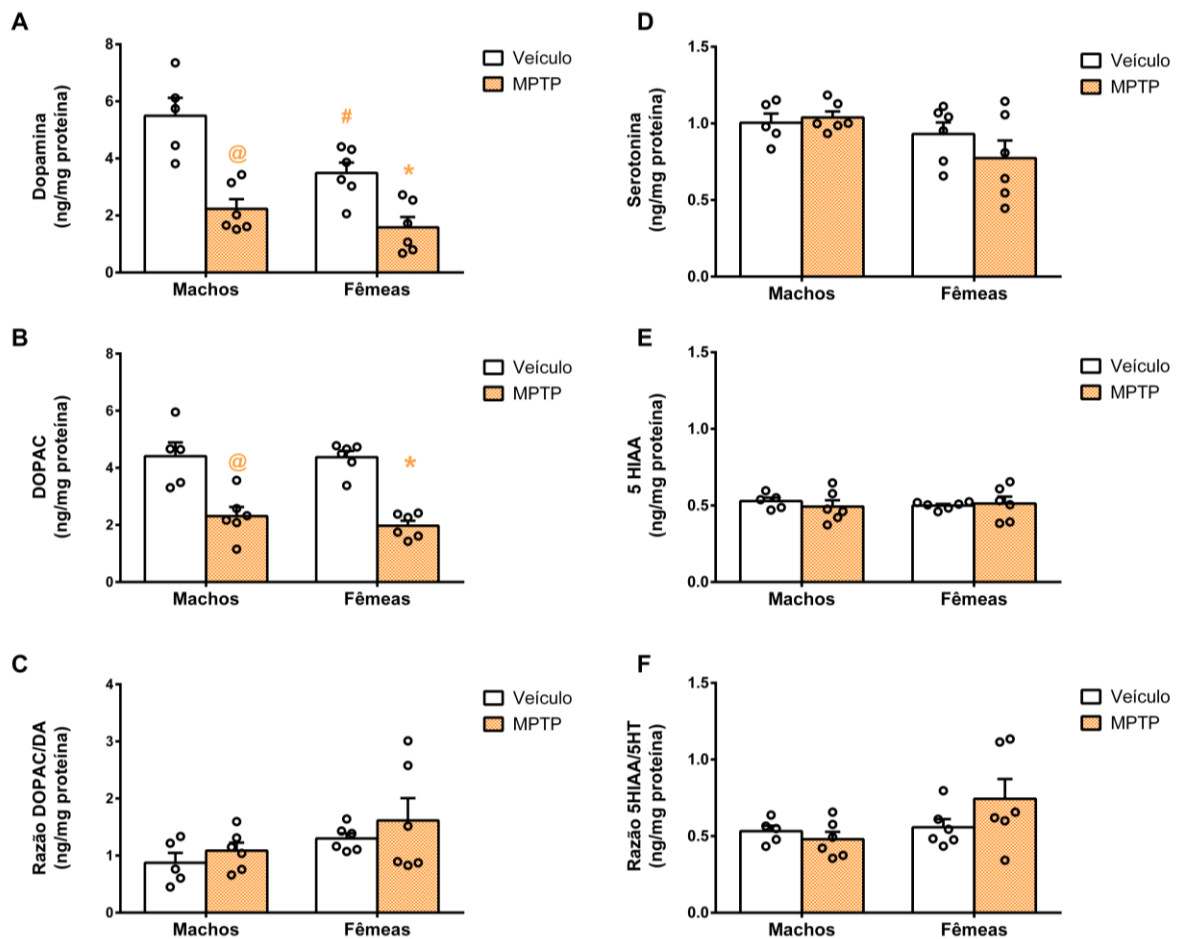 A
Dopamina
(ng/mg proteína)
8
6
4
2
0
@
#
*
Machos
Fêmeas
Veículo
MPTP
D
Serotonina
(ng/mg proteína)
1.5
1.0
0.5
0.0
Machos
Fêmeas
Veículo
MPTP
B
DOPAC
(ng/mg proteína)
8
6
4
2
0
@
*
Machos
Fêmeas
Veículo
MPTP
E
5 HIAA
(ng/mg proteína)
1.5
1.0
0.5
0.0
Machos
Fêmeas
Veículo
MPTP
C
Razão DOPAC/DA
(ng/mg proteína)
4
3
2
1
0
Machos
Fêmeas
Veículo
MPTP
F
Razão 5HIAA/5HT
(ng/mg proteína)
1.5
1.0
0.5
0.0
Machos
Fêmeas
Veículo
MPTP